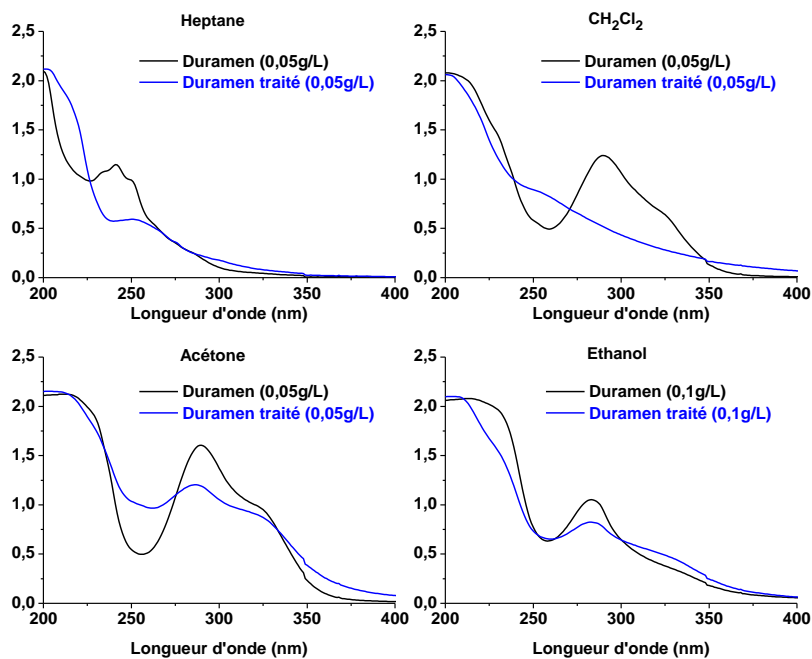 Heptane
2,5
2,0
1,5
1,0
0,5
0,0
Duramen (0,05g/L)
Duramen traité (0,05g/L)
200 250 300 350 400
Longueur d'onde (nm)
CH₂Cl₂
2,5
2,0
1,5
1,0
0,5
0,0
Duramen (0,05g/L)
Duramen traité (0,05g/L)
200 250 300 350 400
Longueur d'onde (nm)
Acétone
2,5
2,0
1,5
1,0
0,5
0,0
Duramen (0,05g/L)
Duramen traité (0,05g/L)
200 250 300 350 400
Longueur d'onde (nm)
Ethanol
2,5
2,0
1,5
1,0
0,5
0,0
Duramen (0,1g/L)
Duramen traité (0,1g/L)
200 250 300 350 400
Longueur d'onde (nm)